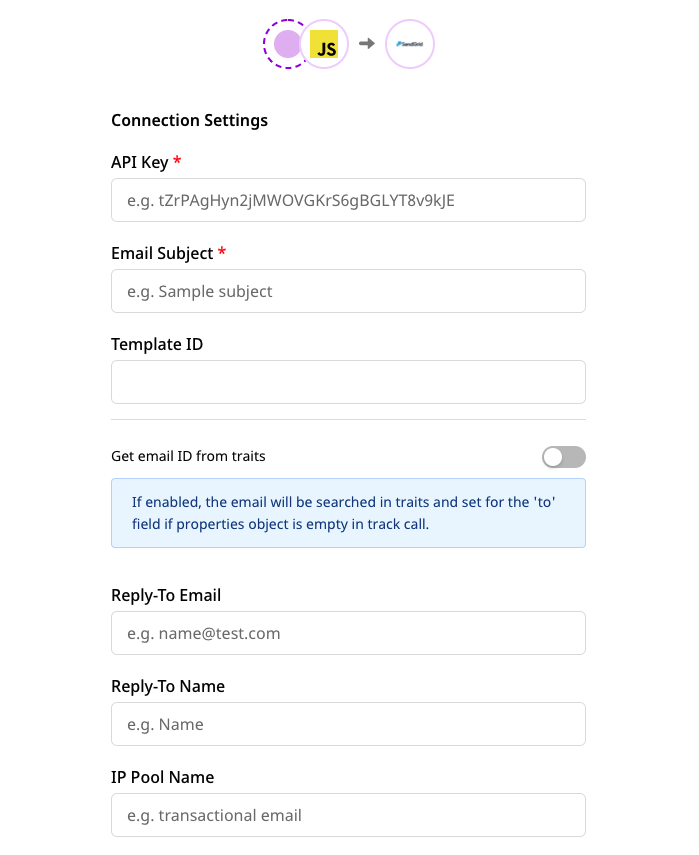 JS
SendGrid
Connection Settings
API Key *
e.g. tZrPAgHyn2jMWOVGKrS6gBGLYT8v9kJE
Email Subject *
e.g. Sample subject
Template ID
Get email ID from traits
If enabled, the email will be searched in traits and set for the 'to'
field if properties object is empty in track call.
Reply-To Email
e.g. name@test.com
Reply-To Name
e.g. Name
IP Pool Name
e.g. transactional email